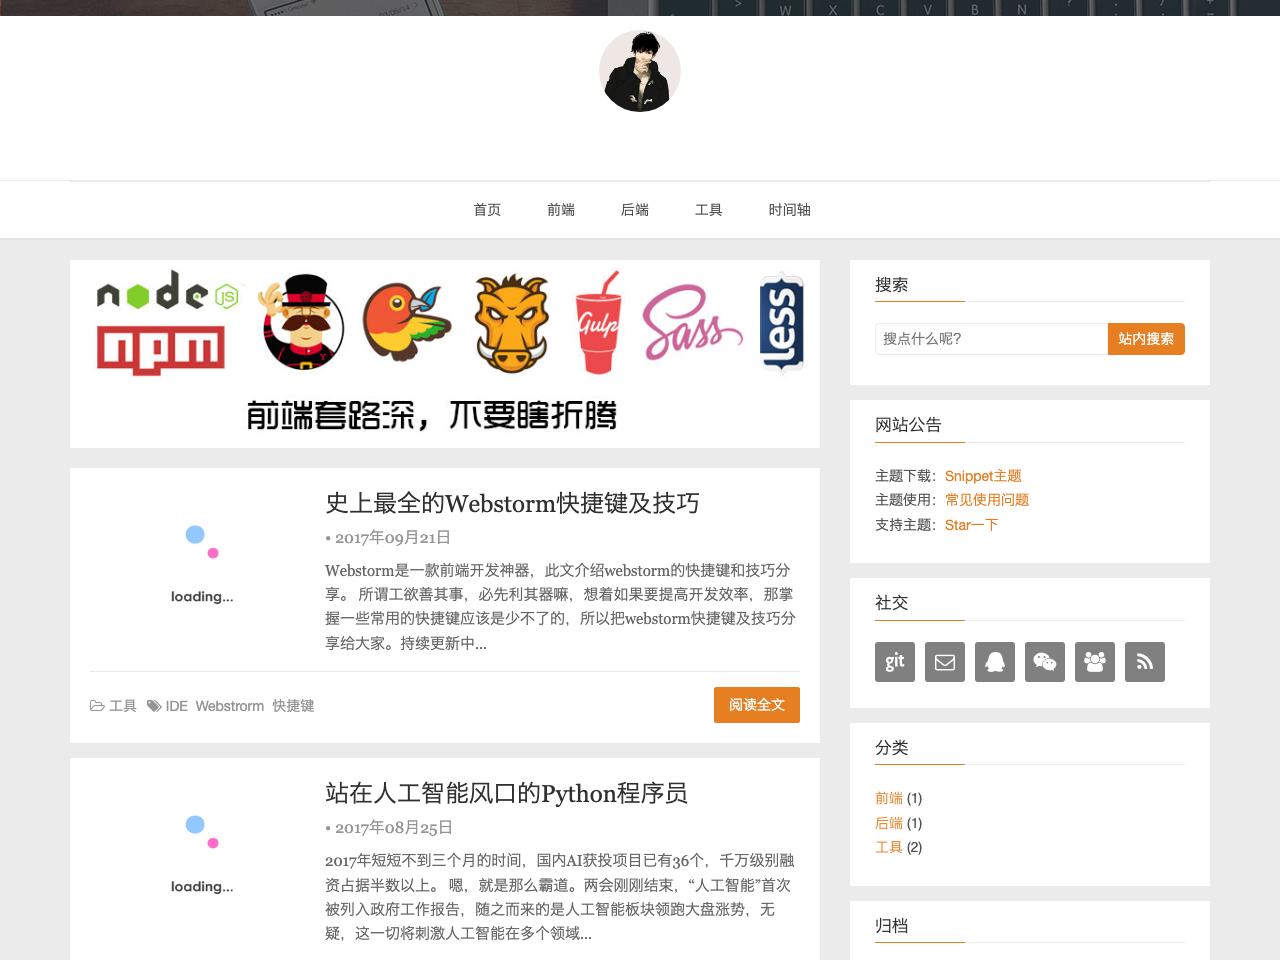 > W X C V B N ?
首页 前端 后端 工具 时间轴
node JS
npm
Gulp
Sass
less
前端套路深，不要瞎折腾
史上最全的Webstorm快捷键及技巧
• 2017年09月21日
Webstorm是一款前端开发神器，此文介绍webstorm的快捷键和技巧分
享。 所谓工欲善其事，必先利其器嘛，想着如果要提高开发效率，那掌
握一些常用的快捷键应该是少不了的，所以把webstorm快捷键及技巧分
享给大家。持续更新中...
loading...
工具 IDE Webstrorm 快捷键
阅读全文
站在人工智能风口的Python程序员
• 2017年08月25日
2017年短短不到三个月的时间，国内AI获投项目已有36个，千万级别融
资占据半数以上。 嗯，就是那么霸道。两会刚刚结束，“人工智能”首次
被列入政府工作报告，随之而来的是人工智能板块领跑大盘涨势，无
疑，这一切将刺激人工智能在多个领域...
loading...
搜索
搜点什么呢?
站内搜索
网站公告
主题下载：Snippet主题
主题使用：常见使用问题
支持主题：Star一下
社交
git
分类
前端 (1)
后端 (1)
工具 (2)
归档